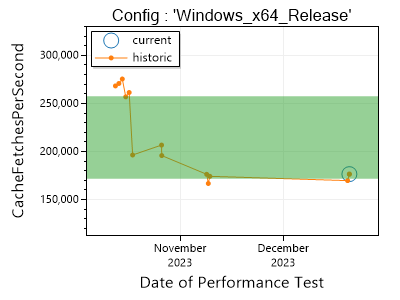 Config : 'Windows_x64_Release'
current
historic
300,000
250,000
200,000
150,000
CacheFetchesPerSecond
November
2023
December
2023
Date of Performance Test